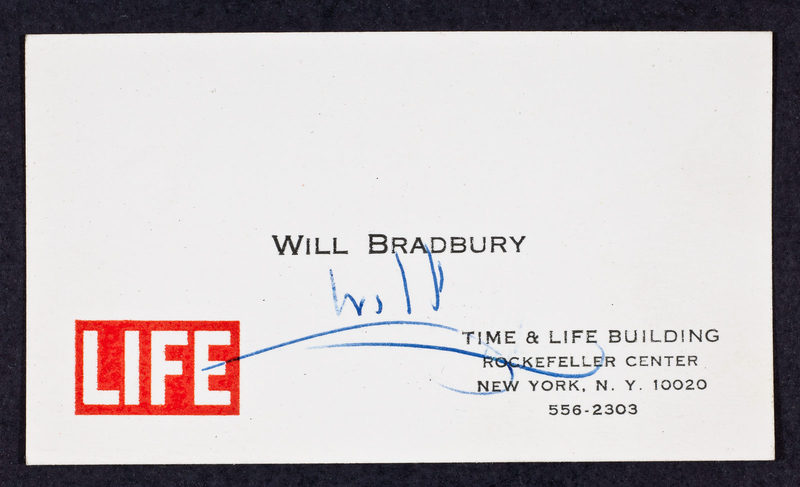 WILL BRADBURY
Will
LIFE
TIME & LIFE BUILDING
ROCKEFELLER CENTER
NEW YORK, N. Y. 10020
556-2303